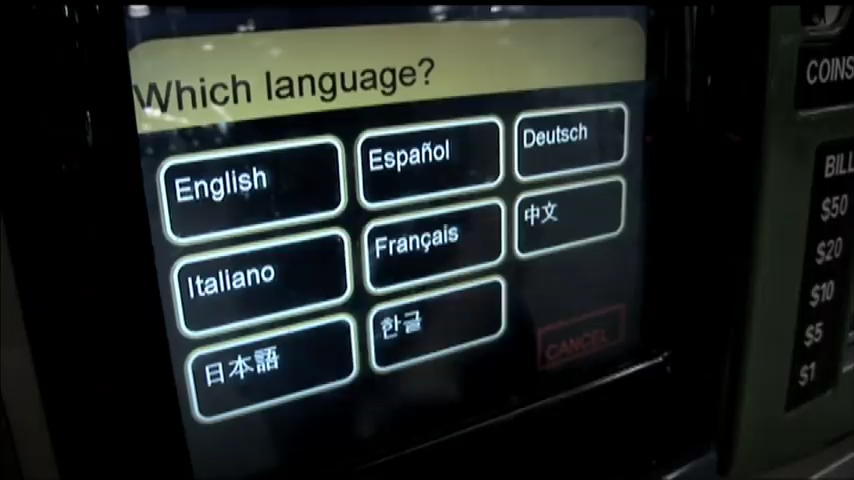 Which language?
English
Español
Deutsch
Italiano
Français
中文
日本語
한글
CANCEL
COINS
BILL
$50
$20
$10
$5
$1